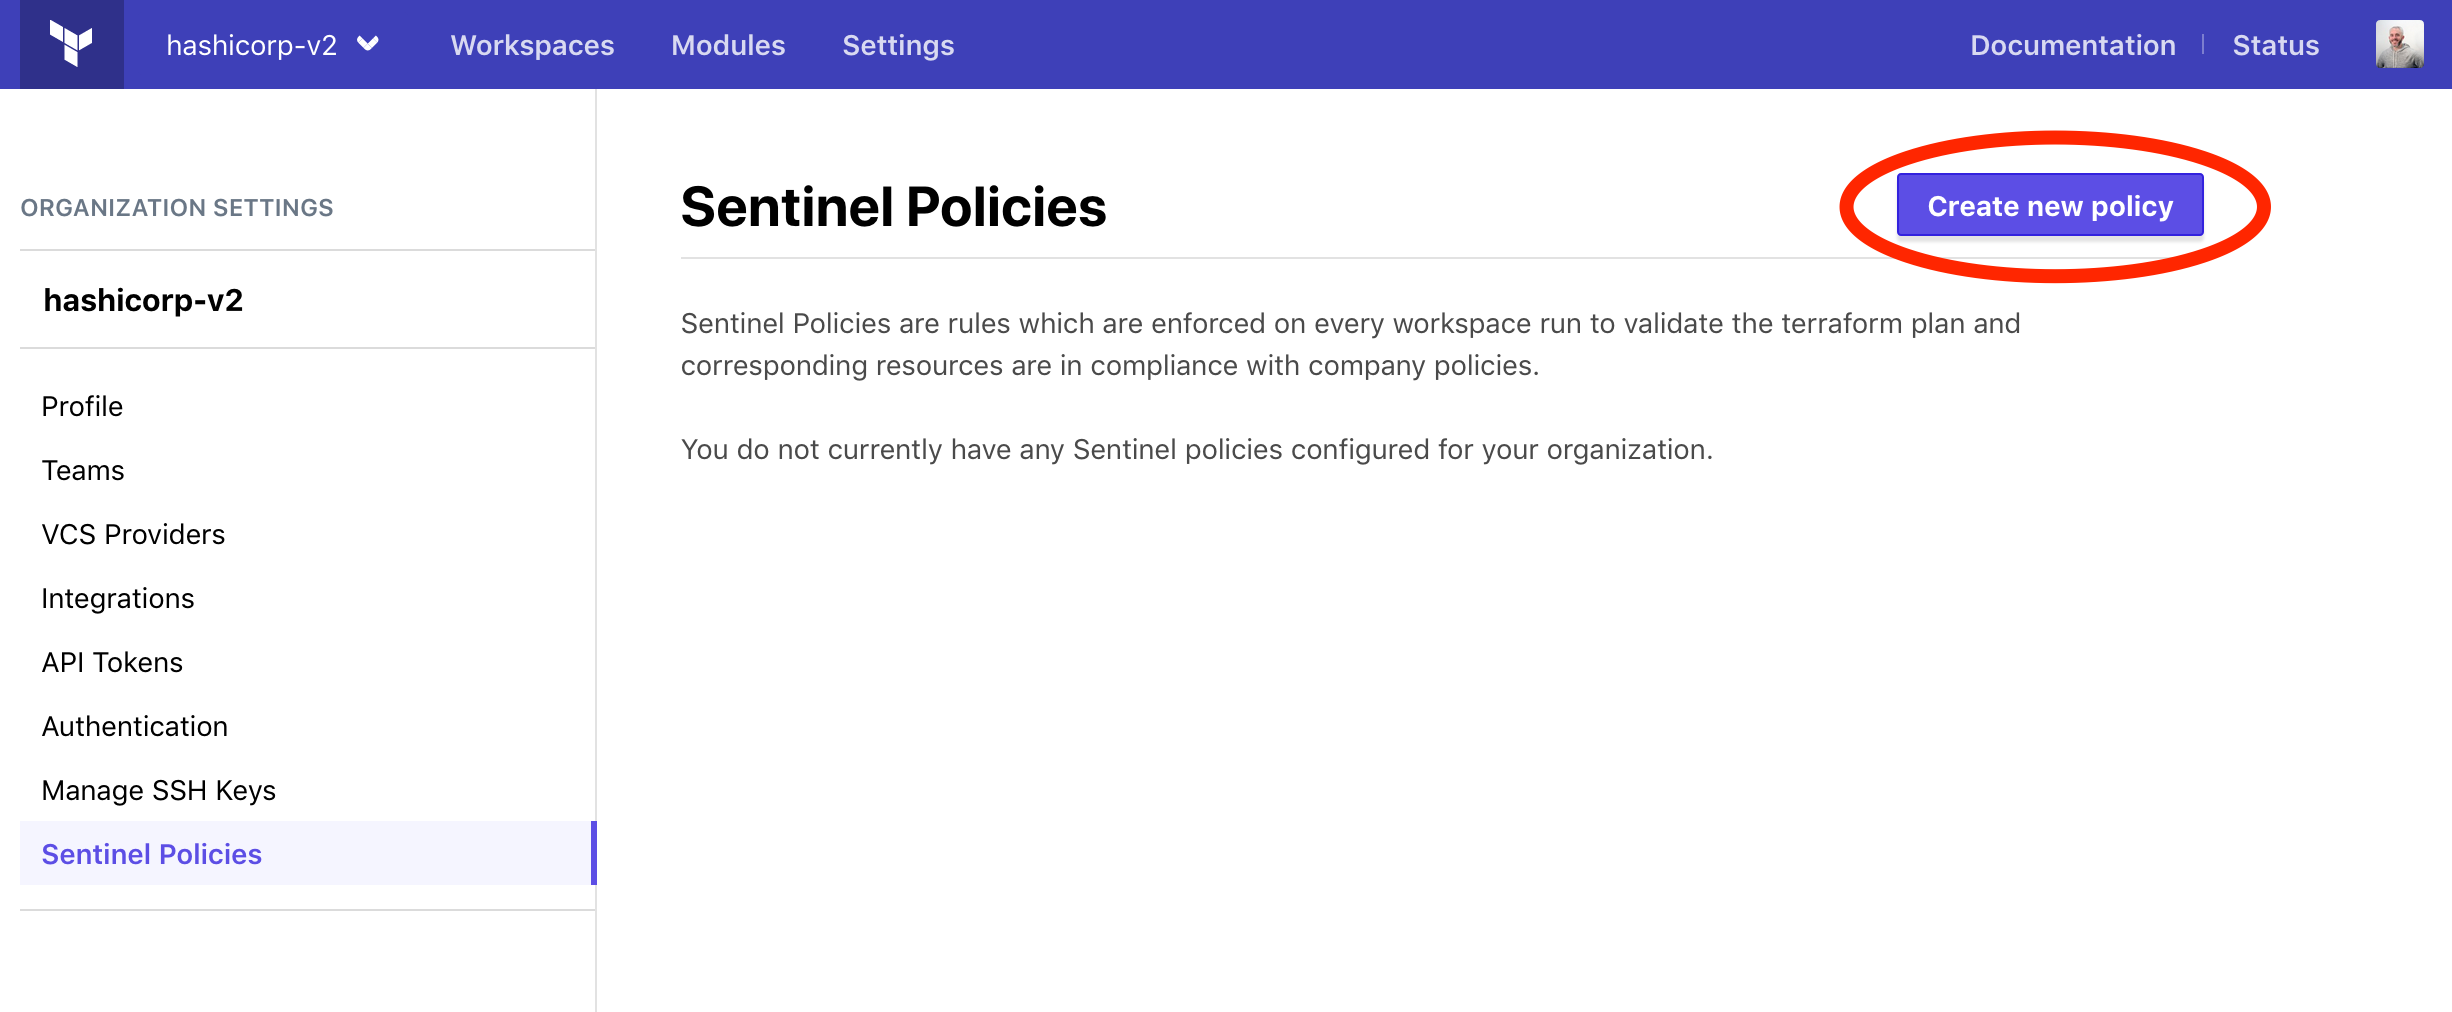 hashicorp-v2
Workspaces
Modules
Settings
Documentation
Status
ORGANIZATION SETTINGS
hashicorp-v2
Profile
Teams
VCS Providers
Integrations
API Tokens
Authentication
Manage SSH Keys
Sentinel Policies
Sentinel Policies
Create new policy
Sentinel Policies are rules which are enforced on every workspace run to validate the terraform plan and
corresponding resources are in compliance with company policies.
You do not currently have any Sentinel policies configured for your organization.